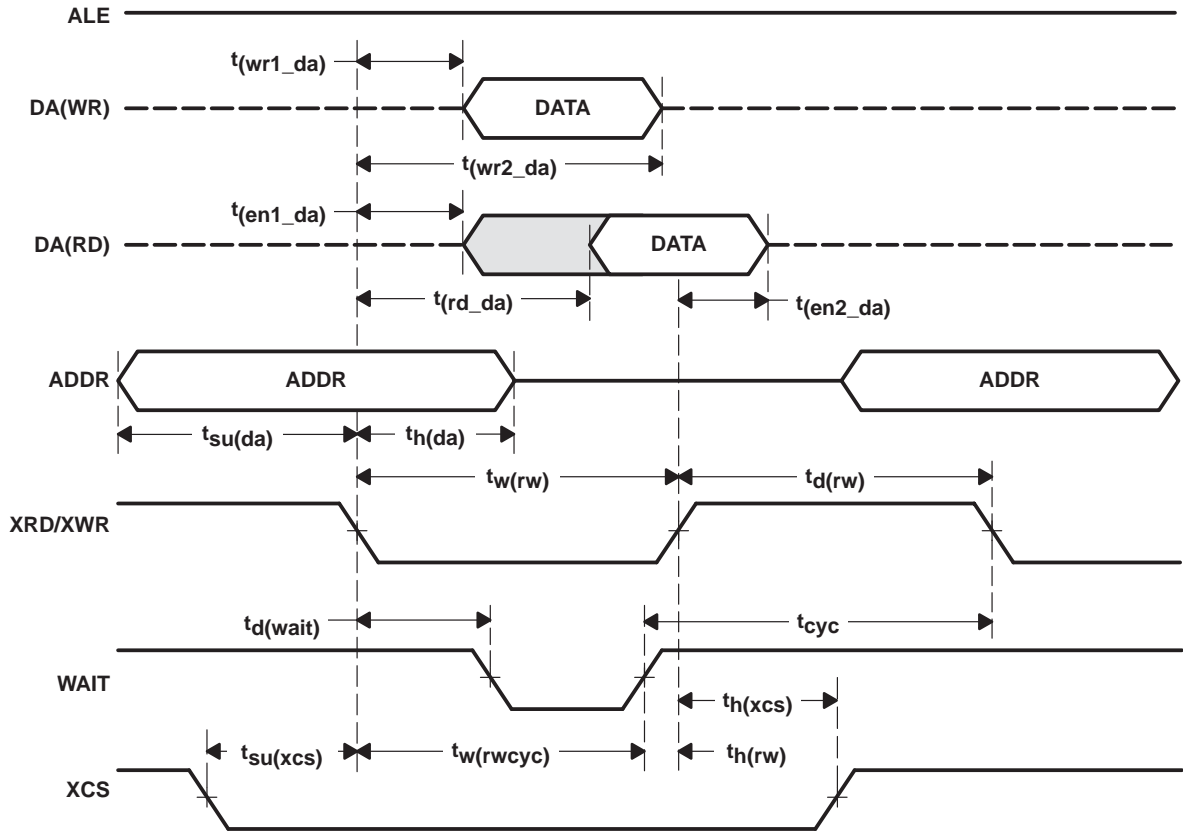 ALE
t(wr1_da)
DA(WR)
DATA
t(wr2_da)
t(en1_da)
DA(RD)
DATA
t(rd_da)
t(en2_da)
ADDR
ADDR
ADDR
tsu(da)
th(da)
tw(rw)
td(rw)
XRD/XWR
td(wait)
tcyc
WAIT
th(xcs)
tsu(xcs)
tw(rwcyc)
th(rw)
XCS